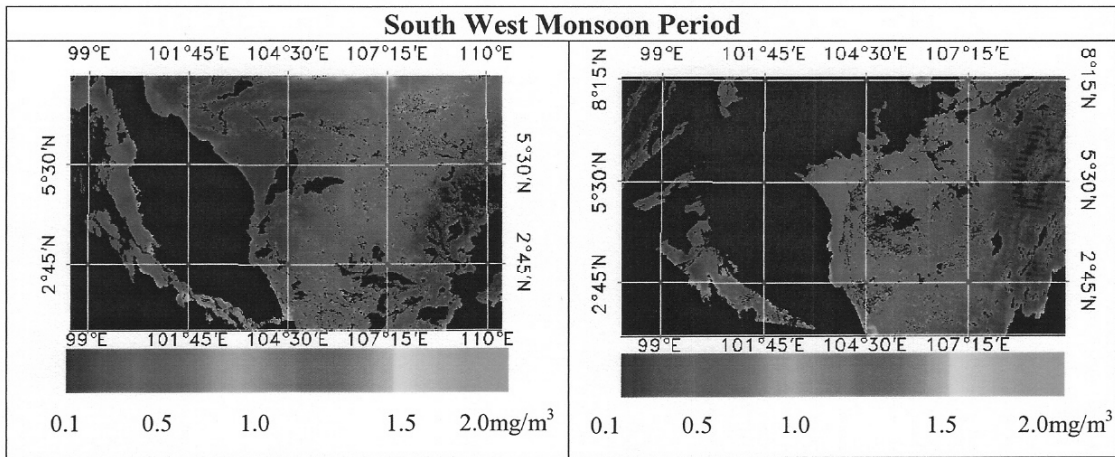 South West Monsoon Period
99°E 101°45′E 104°30′E 107°15′E 110°E
5°30′N 5°30′N
2°45′N 2°45′N
99°E 101°45′E 104°30′E 107°15′E 110°E
0.1 0.5 1.0 1.5 2.0mg/m³
99°E 101°45′E 104°30′E 107°15′E
8°15′N 8°15′N
5°30′N 5°30′N
2°45′N 2°45′N
99°E 101°45′E 104°30′E 107°15′E
0.1 0.5 1.0 1.5 2.0mg/m³